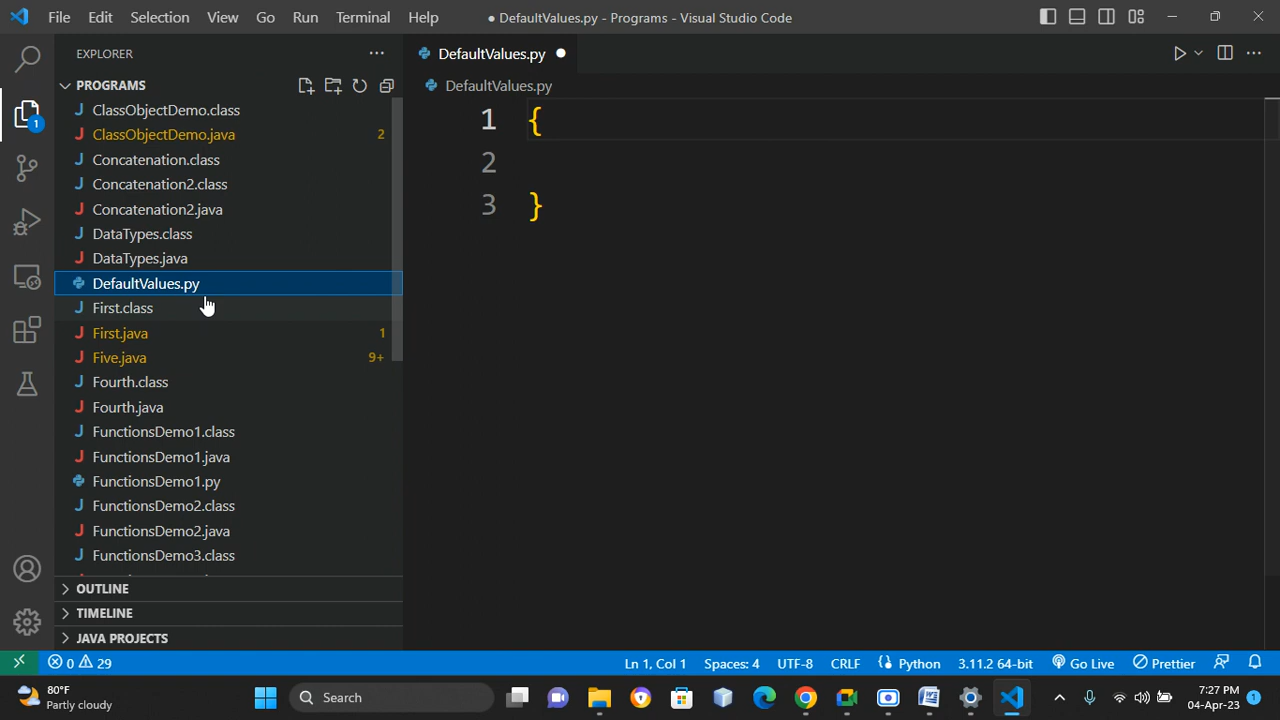 File Edit Selection View Go Run Terminal Help ● DefaultValues.py - Programs - Visual Studio Code
EXPLORER
PROGRAMS
ClassObjectDemo.class
ClassObjectDemo.java 2
Concatenation.class
Concatenation2.class
Concatenation2.java
DataTypes.class
DataTypes.java
DefaultValues.py
First.class
First.java 1
Five.java 9+
Fourth.class
Fourth.java
FunctionsDemo1.class
FunctionsDemo1.java
FunctionsDemo1.py
FunctionsDemo2.class
FunctionsDemo2.java
FunctionsDemo3.class
OUTLINE
TIMELINE
JAVA PROJECTS
1
DefaultValues.py
DefaultValues.py
1 {
2
3 }
0 29 Ln 1, Col 1 Spaces: 4 UTF-8 CRLF Python 3.11.2 64-bit Go Live Prettier
80°F
Partly cloudy
Search
7:27 PM
04-Apr-23
1